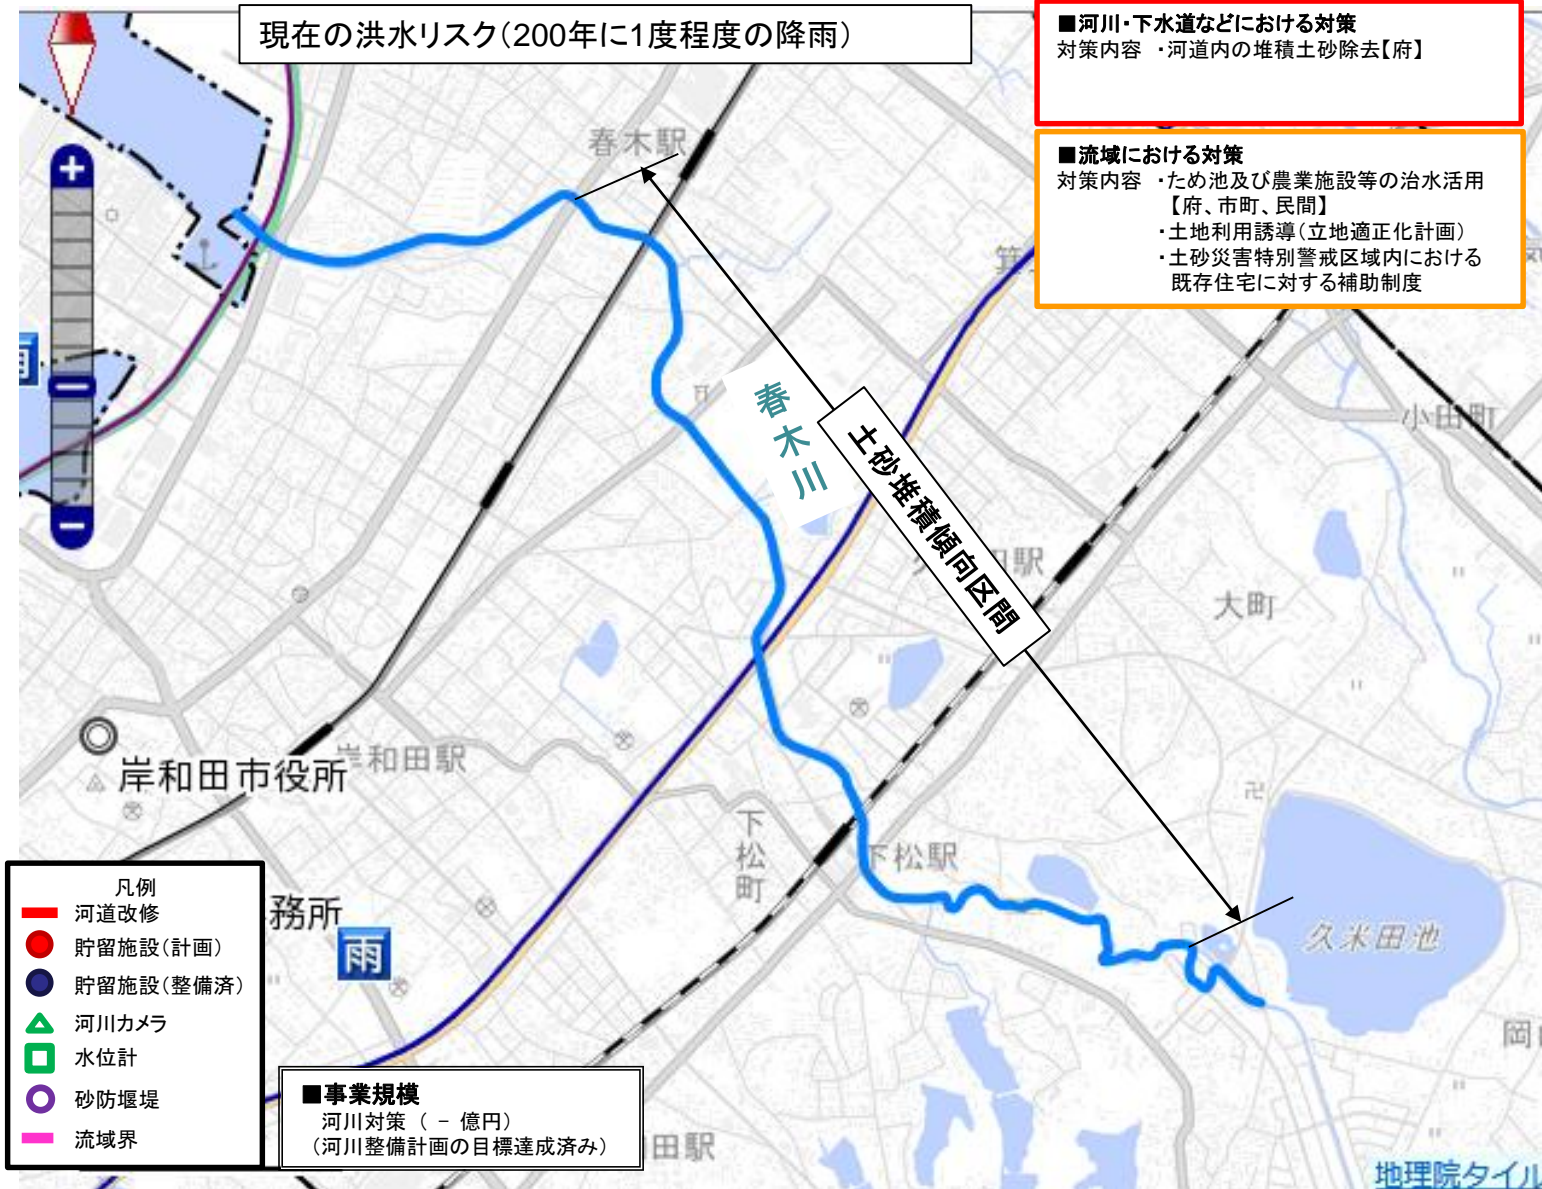 現在の洪水リスク(200年に1度程度の降雨)
■河川・下水道などにおける対策
対策内容 ・河道内の堆積土砂除去【府】
■流域における対策
対策内容 ・ため池及び農業施設等の治水活用
【府、市町、民間】
・土地利用誘導(立地適正化計画)
・土砂災害特別警戒区域内における
既存住宅に対する補助制度
春木駅
小田町
春木川
土砂堆積傾向区間
田駅
大町
岸和田市役所
岸和田駅
下松町
下松駅
久米田池
務所
雨
凡例
河道改修
貯留施設(計画)
貯留施設(整備済)
河川カメラ
水位計
砂防堰堤
流域界
■事業規模
河川対策 ( - 億円)
(河川整備計画の目標達成済み)
田駅
地理院タイル